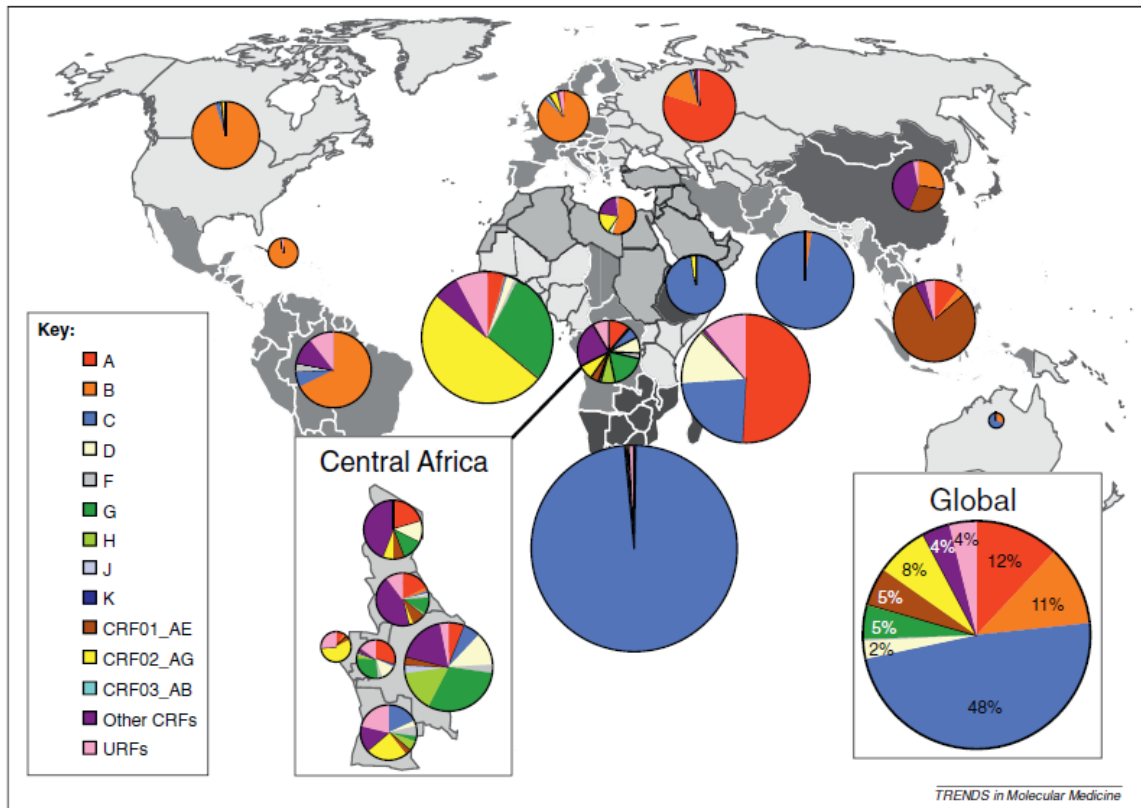 Key:
A
B
C
D
F
G
H
J
K
CRF01_AE
CRF02_AG
CRF03_AB
Other CRFs
URFs
Central Africa
Global
4%
4%
12%
8%
11%
5%
5%
2%
48%
TRENDS in Molecular Medicine